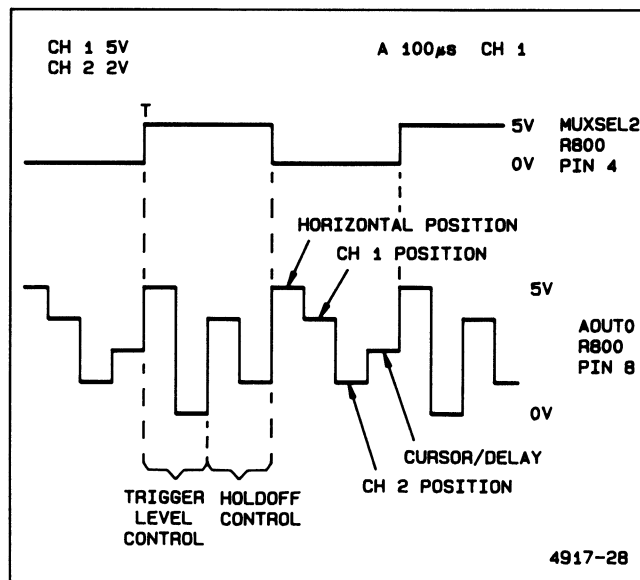 CH 1 5V
CH 2 2V
A 100µs CH 1
T
5V
0V
MUXSEL2
R800
PIN 4
HORIZONTAL POSITION
CH 1 POSITION
5V
0V
AOUT0
R800
PIN 8
CURSOR/DELAY
CH 2 POSITION
TRIGGER
LEVEL
CONTROL
HOLDOFF
CONTROL
4917-28